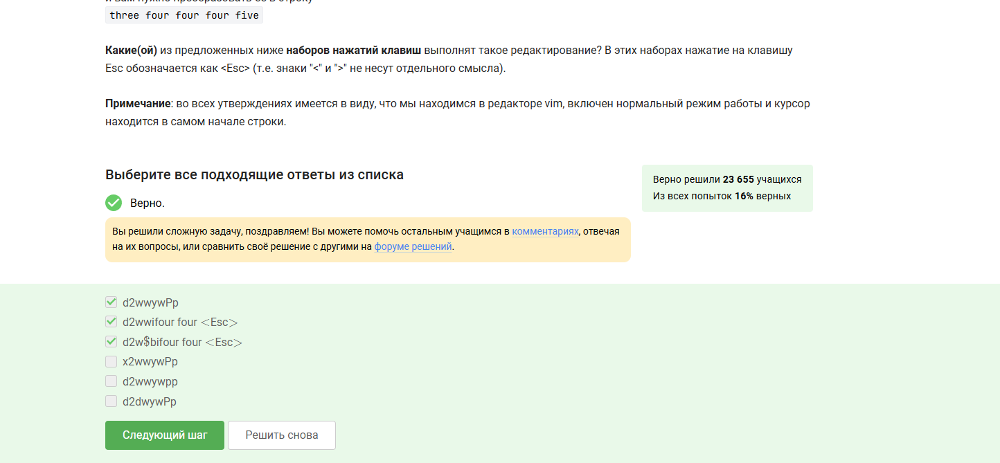 и вам нужно преобразовать её в строку
three four four four five
Какие(ой) из предложенных ниже наборов нажатий клавиш выполнят такое редактирование? В этих наборах нажатие на клавишу
Esc обозначается как <Esc> (т.е. знаки "<" и ">" не несут отдельного смысла).
Примечание: во всех утверждениях имеется в виду, что мы находимся в редакторе vim, включен нормальный режим работы и курсор
находится в самом начале строки.
Выберите все подходящие ответы из списка
Верно решили 23 655 учащихся
Из всех попыток 16% верных
Верно.
Вы решили сложную задачу, поздравляем! Вы можете помочь остальным учащимся в комментариях, отвечая
на их вопросы, или сравнить своё решение с другими на форуме решений.
d2wwywPp
d2wwifour four <Esc>
d2w$bifour four <Esc>
x2wwywPp
d2wwywpp
d2dwywPp
Следующий шаг
Решить снова